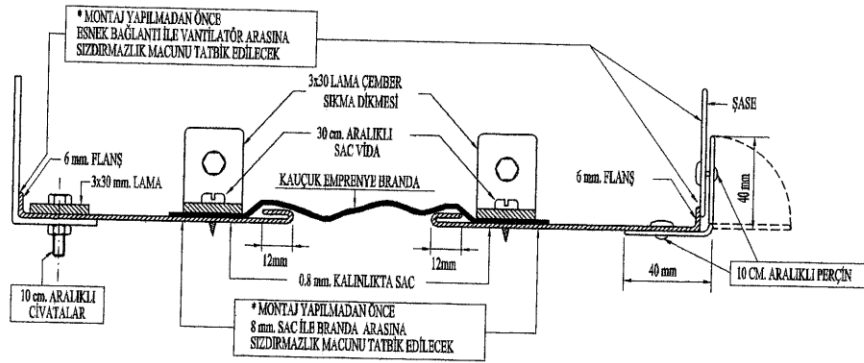 * MONTAJ YAPILMADAN ÖNCE
ESNEK BAĞLANTI İLE VANTİLATÖR ARASINA
SIZDIRMAZLIK MACUNU TATBİK EDİLECEK
3x30 LAMA ÇEMBER
SIKMA DİKMESİ
ŞASE
30 cm. ARALIKLI
SAC VİDA
6 mm. FLANŞ
3x30 mm. LAMA
KAUÇUK EMPRENYE BRANDA
6 mm. FLANŞ
40 mm
12mm
12mm
0.8 mm. KALINLIKTA SAC
40 mm
10 CM. ARALIKLI PERÇİN
10 cm. ARALIKLI
CİVATALAR
* MONTAJ YAPILMADAN ÖNCE
8 mm. SAC İLE BRANDA ARASINA
SIZDIRMAZLIK MACUNU TATBİK EDİLECEK